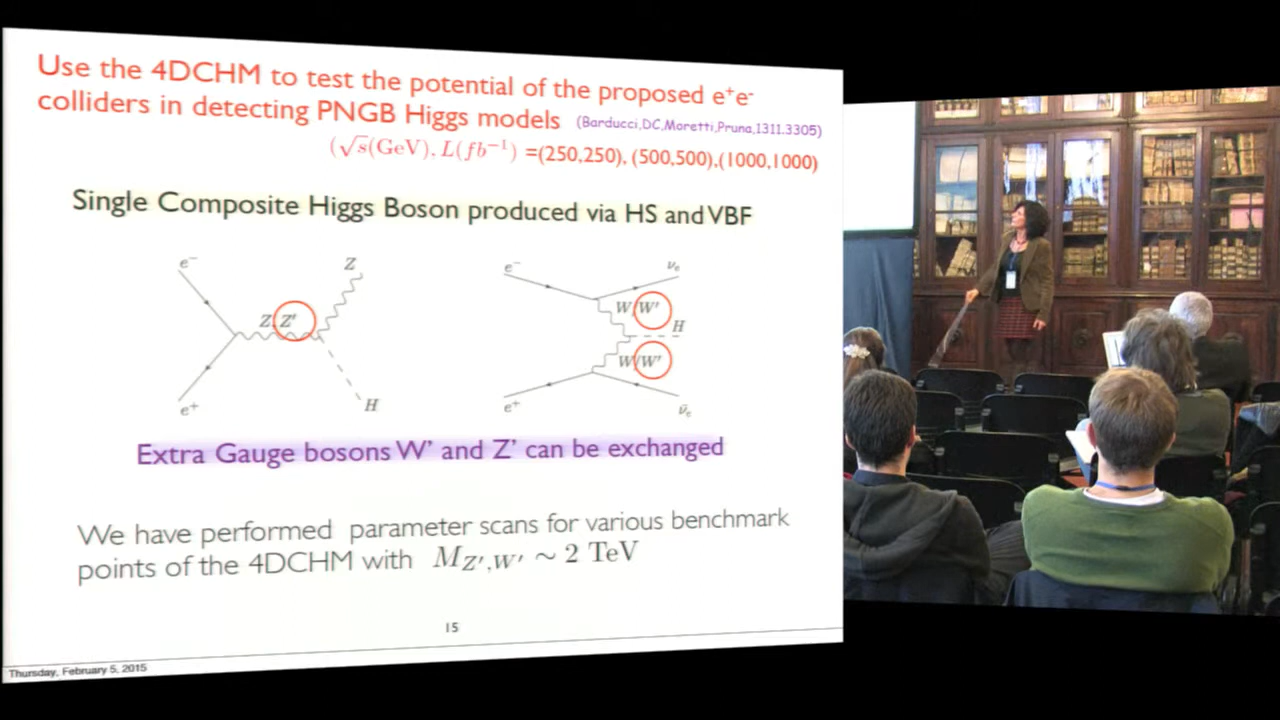 Use the 4DCHM to test the potential of the proposed e⁺e⁻
colliders in detecting PNGB Higgs models (Barducci,DC,Moretti,Pruna,1311.3305)
(√s(GeV), L(fb⁻¹) =(250,250), (500,500),(1000,1000)
Single Composite Higgs Boson produced via HS and VBF
e⁻ Z e⁻ νₑ
Z, Z' W/W' H
W/W'
e⁺ H e⁺ ν̄ₑ
Extra Gauge bosons W' and Z' can be exchanged
We have performed parameter scans for various benchmark
points of the 4DCHM with M_{Z',W'} ~ 2 TeV
15
Thursday, February 5, 2015